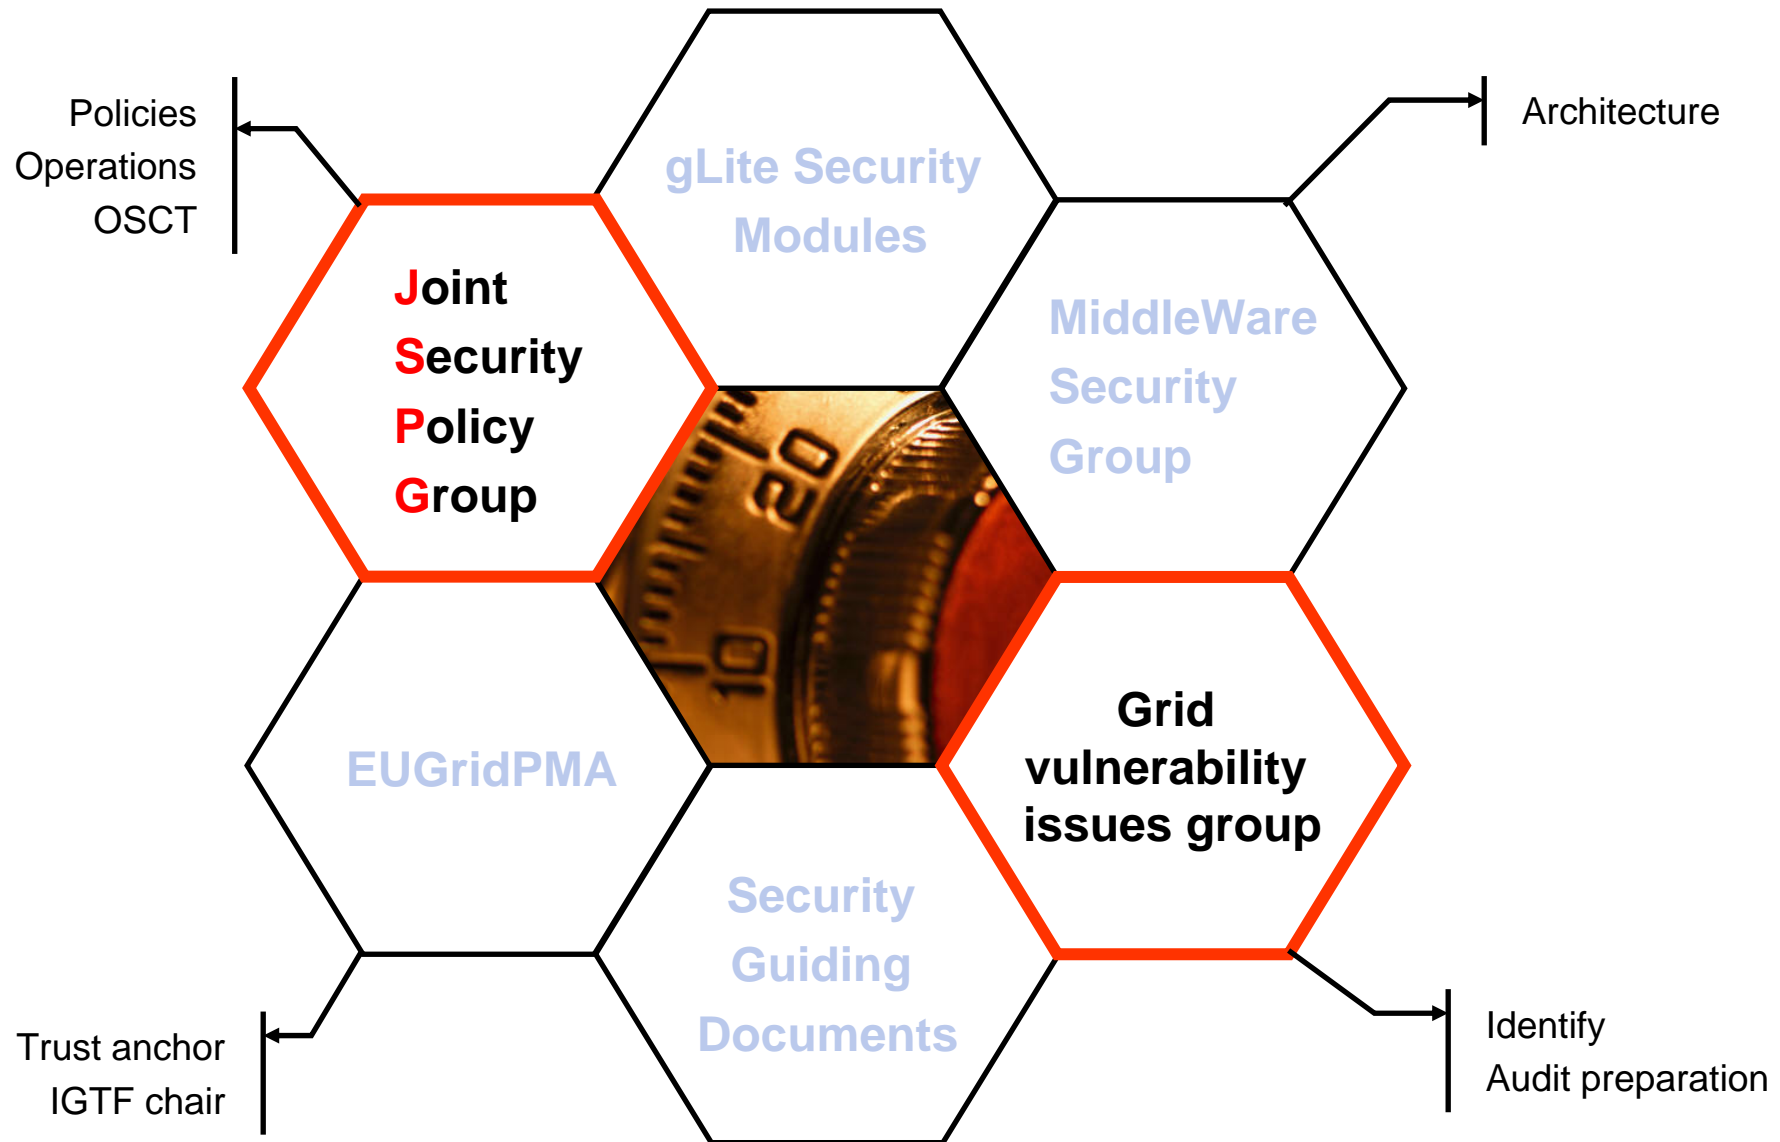 Policies
Operations
OSCT
gLite Security
Modules
Architecture
Joint
Security
Policy
Group
MiddleWare
Security
Group
20
10
EUGridPMA
Grid
vulnerability
issues group
Security
Guiding
Documents
Trust anchor
IGTF chair
Identify
Audit preparation